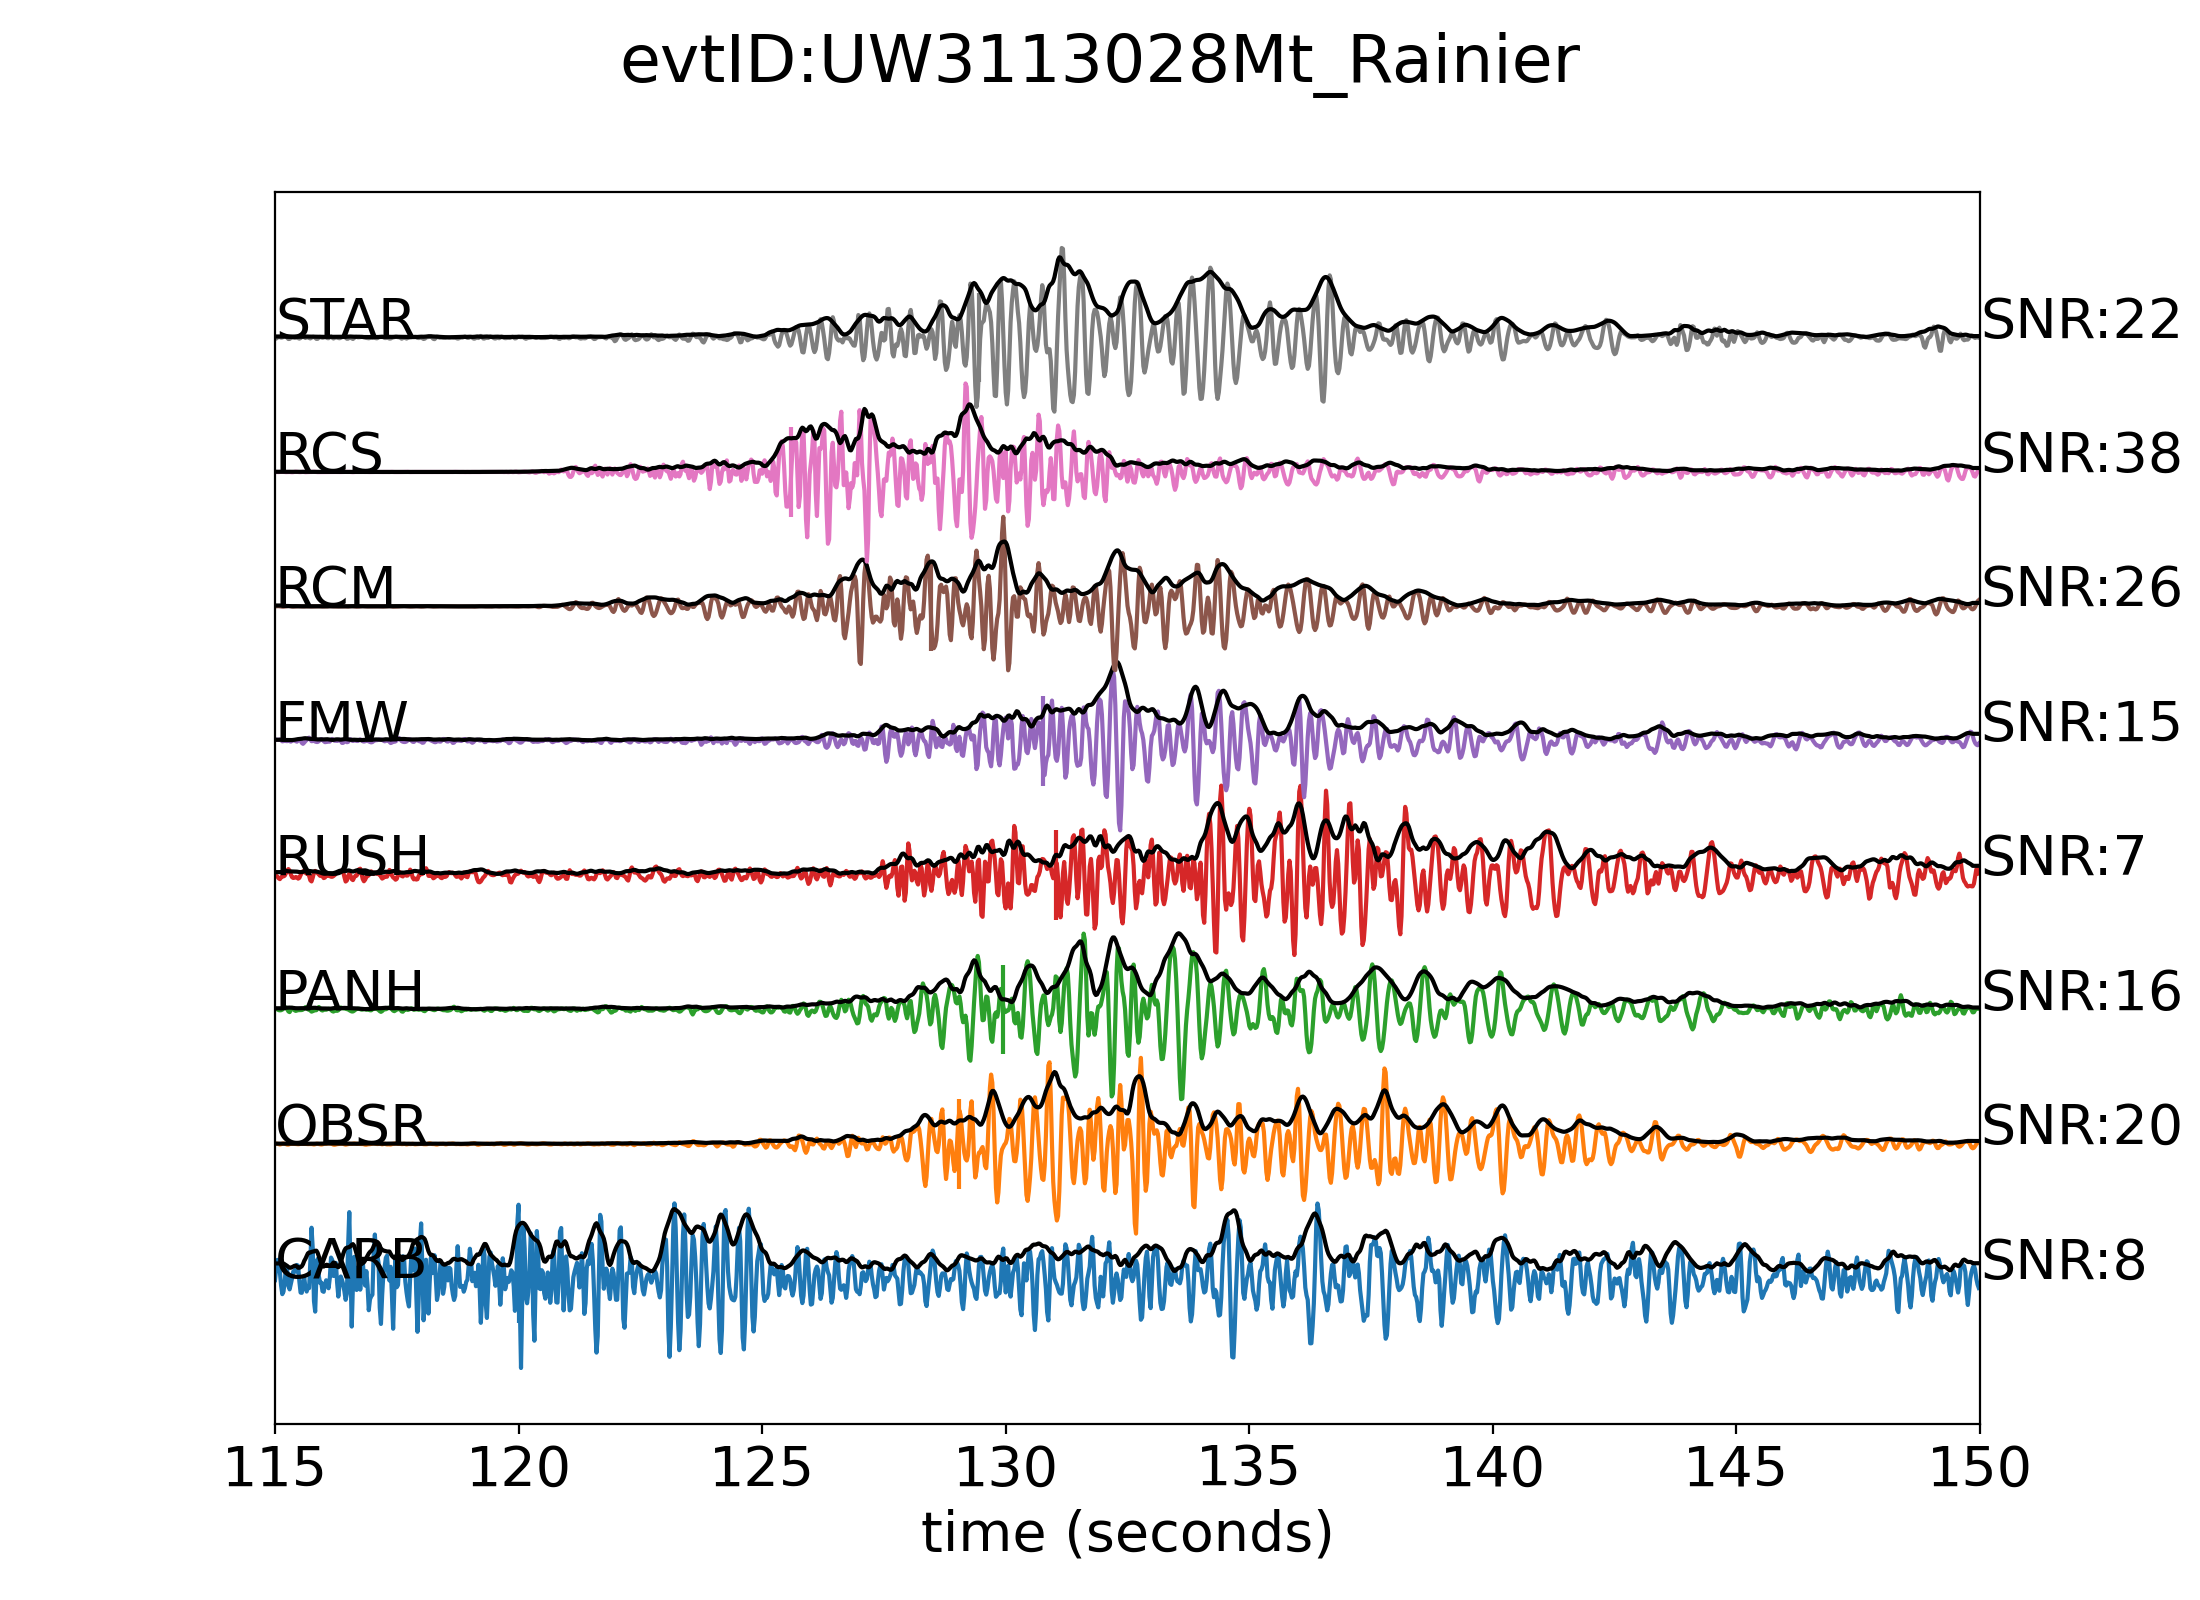 evtID:UW3113028Mt_Rainier
STAR SNR:22
RCS SNR:38
RCM SNR:26
FMW SNR:15
RUSH SNR:7
PANH SNR:16
OBSR SNR:20
CARB SNR:8
115 120 125 130 135 140 145 150
time (seconds)